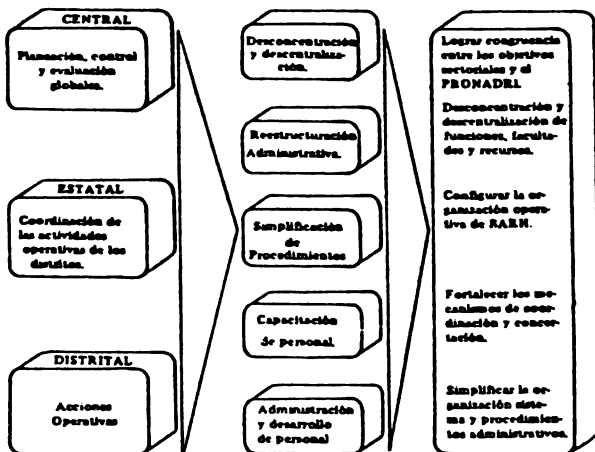 CENTRAL
Planeación, control
y evaluación
globales.
ESTATAL
Coordinación de
las actividades
operativas de los
distritos.
DISTRITAL
Acciones
Operativas
Desconcentración
y descentraliza-
ción.
Reestructuración
Administrativa.
Simplificación
de
Procedimientos
Capacitación
de personal.
Administración
y desarrollo
de personal
Lograr congruencia
entre los objetivos
sectoriales y el
PRONADRI.
Desconcentración y
descentralización de
funciones, faculta-
des y recursos.
Configurar la or-
ganización opera-
tiva de RARH.
Fortalecer los me-
canismos de coor-
dinación y concer-
tación.
Simplificar la or-
ganización siste-
ma y procedimien-
tos administrativos.